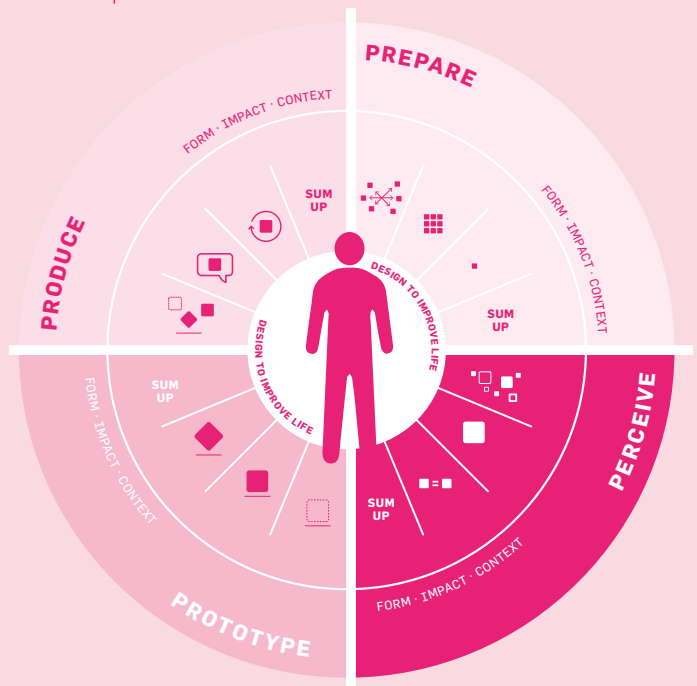 PREPARE
FORM · IMPACT · CONTEXT
SUM
UP
PERCEIVE
FORM · IMPACT · CONTEXT
SUM
UP
PROTOTYPE
FORM · IMPACT · CONTEXT
SUM
UP
PRODUCE
FORM · IMPACT · CONTEXT
SUM
UP
DESIGN TO IMPROVE LIFE
DESIGN TO IMPROVE LIFE